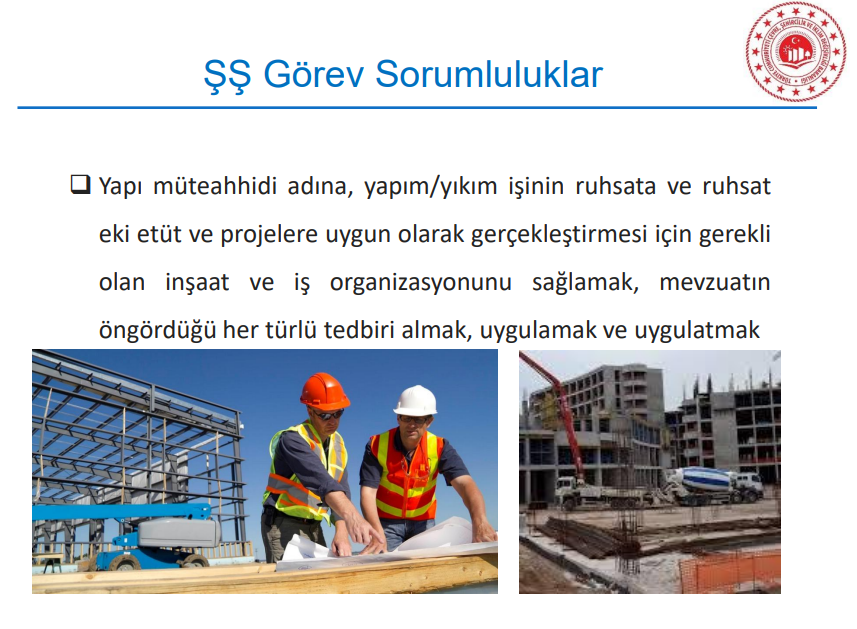 ŞŞ Görev Sorumluluklar
Yapı müteahhidi adına, yapım/yıkım işinin ruhsata ve ruhsat
eki etüt ve projelere uygun olarak gerçekleştirmesi için gerekli
olan inşaat ve iş organizasyonunu sağlamak, mevzuatın
öngördüğü her türlü tedbiri almak, uygulamak ve uygulatmak